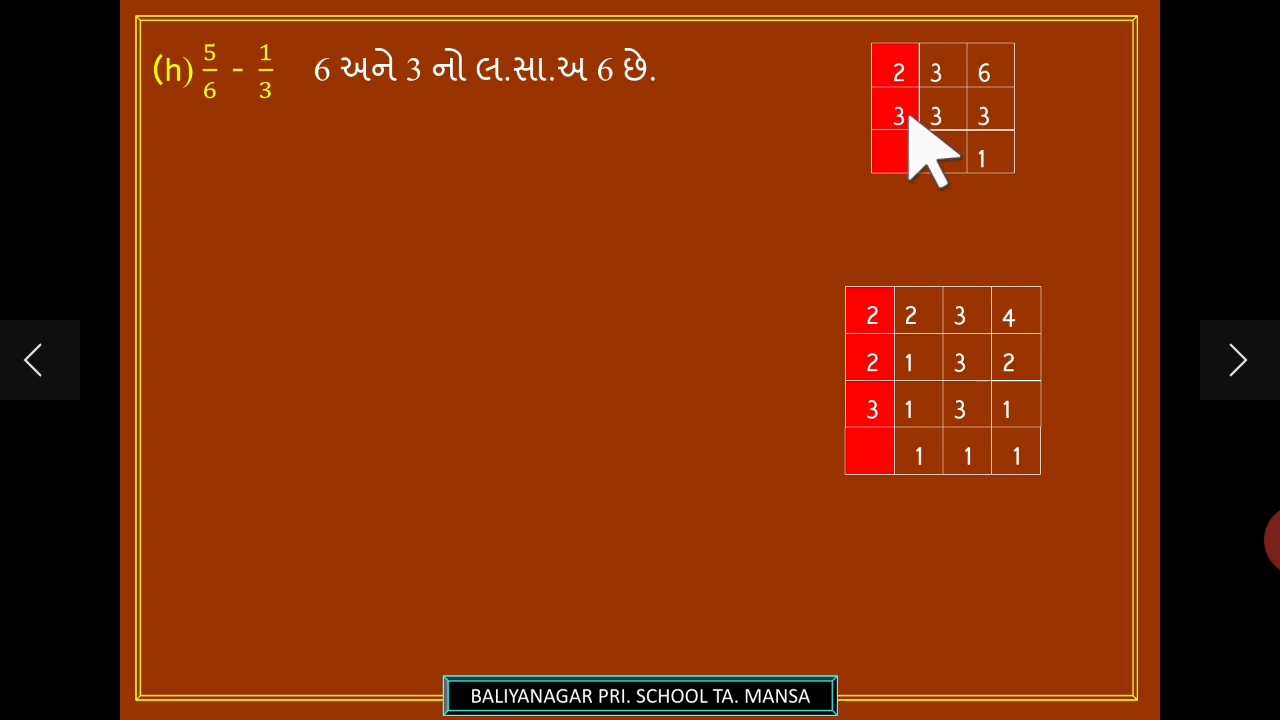 (h) 5/6 - 1/3 6 અને 3 નો લ.સા.અ 6 છે.
2 3 6
3 3 3
1
2 2 3 4
2 1 3 2
3 1 3 1
1 1 1
BALIYANAGAR PRI. SCHOOL TA. MANSA